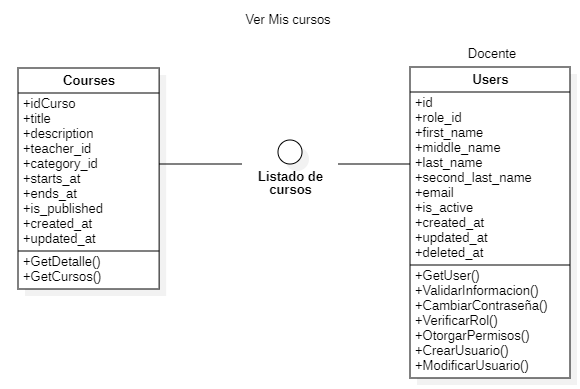 Ver Mis cursos
Courses
+idCurso
+title
+description
+teacher_id
+category_id
+starts_at
+ends_at
+is_published
+created_at
+updated_at
+GetDetalle()
+GetCursos()
Listado de
cursos
Docente
Users
+id
+role_id
+first_name
+middle_name
+last_name
+second_last_name
+email
+is_active
+created_at
+updated_at
+deleted_at
+GetUser()
+ValidarInformacion()
+CambiarContraseña()
+VerificarRol()
+OtorgarPermisos()
+CrearUsuario()
+ModificarUsuario()